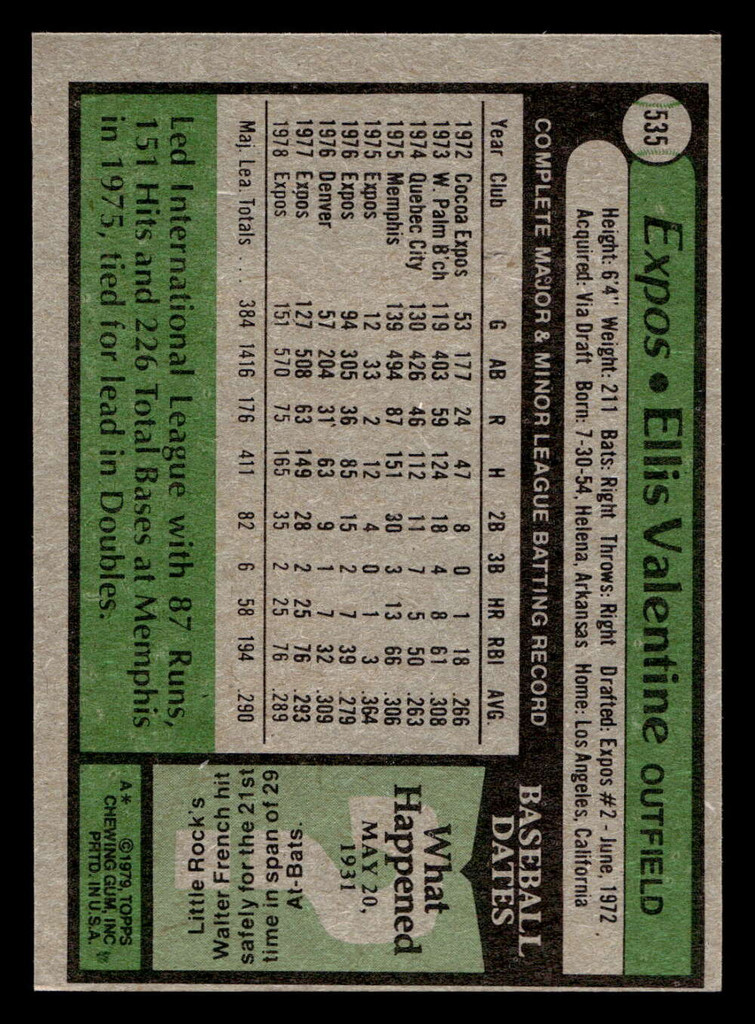 535
Expos • Ellis Valentine OUTFIELD
Height: 6'4" Weight: 211 Bats: Right Throws: Right Drafted: Expos #2 - June, 1972
Acquired: Via Draft Born: 7-30-54, Helena, Arkansas Home: Los Angeles, California
COMPLETE MAJOR & MINOR LEAGUE BATTING RECORD
Year Club G AB R H 2B 3B HR RBI AVG.
1972 Cocoa Expos 53 177 24 47 8 0 1 18 .266
1973 W. Palm B'ch 119 403 59 124 18 4 8 61 .308
1974 Quebec City 130 426 46 112 11 7 5 50 .263
1975 Memphis 139 494 87 151 30 3 13 66 .306
1975 Expos 12 33 2 12 4 0 1 3 .364
1976 Expos 94 305 36 85 15 2 7 39 .279
1976 Denver 57 204 31 63 9 1 7 32 .309
1977 Expos 127 508 63 149 28 2 25 76 .293
1978 Expos 151 570 75 165 35 2 25 76 .289
Maj. Lea. Totals .... 384 1416 176 411 82 6 58 194 .290
Led International League with 87 Runs,
151 Hits and 226 Total Bases at Memphis
in 1975, tied for lead in Doubles.
BASEBALL
DATES
What
Happened
MAY 20,
1931
Little Rock's
Walter French hit
safely for the 21st
time in span of 29
At-Bats.
A* ©1979, TOPPS
CHEWING GUM, INC
PRTD. IN U.S.A.